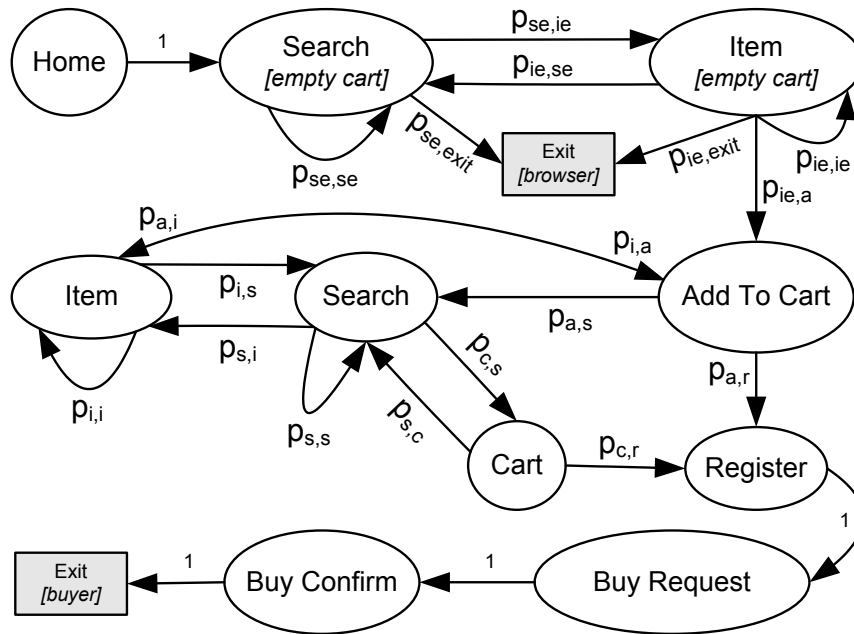 Home
1
Search
[empty cart]
p_se,ie
p_ie,se
Item
[empty cart]
p_se,se
p_se,exit
Exit
[browser]
p_ie,exit
p_ie,ie
p_ie,a
p_a,i
p_i,a
Item
p_i,s
Search
Add To Cart
p_a,s
p_s,i
p_c,s
p_a,r
p_i,i
p_s,s
p_s,c
Cart
p_c,r
Register
1
Exit
[buyer]
1
Buy Confirm
1
Buy Request